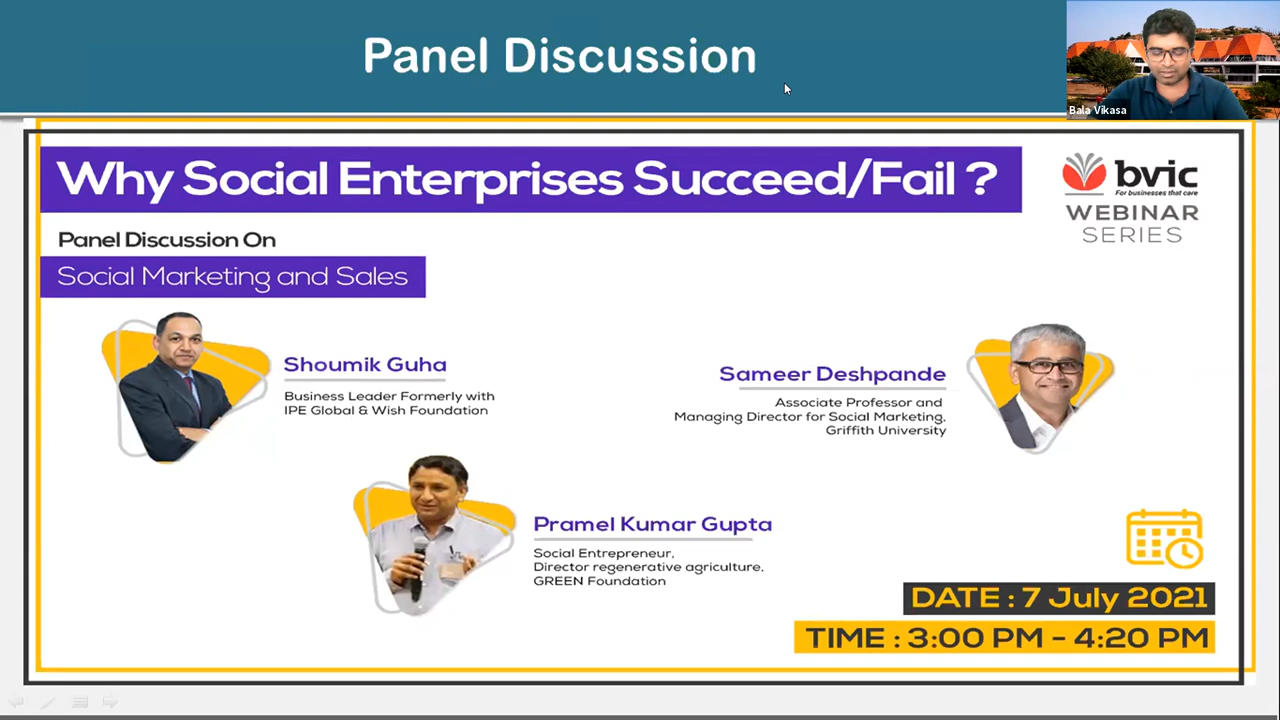 Panel Discussion
Bala Vikasa
Why Social Enterprises Succeed/Fail ?
bvic
For businesses that care
WEBINAR
SERIES
Panel Discussion On
Social Marketing and Sales
Shoumik Guha
Business Leader Formerly with
IPE Global & Wish Foundation
Sameer Deshpande
Associate Professor and
Managing Director for Social Marketing,
Griffith University
Pramel Kumar Gupta
Social Entrepreneur,
Director regenerative agriculture,
GREEN Foundation
DATE : 7 July 2021
TIME : 3:00 PM - 4:20 PM